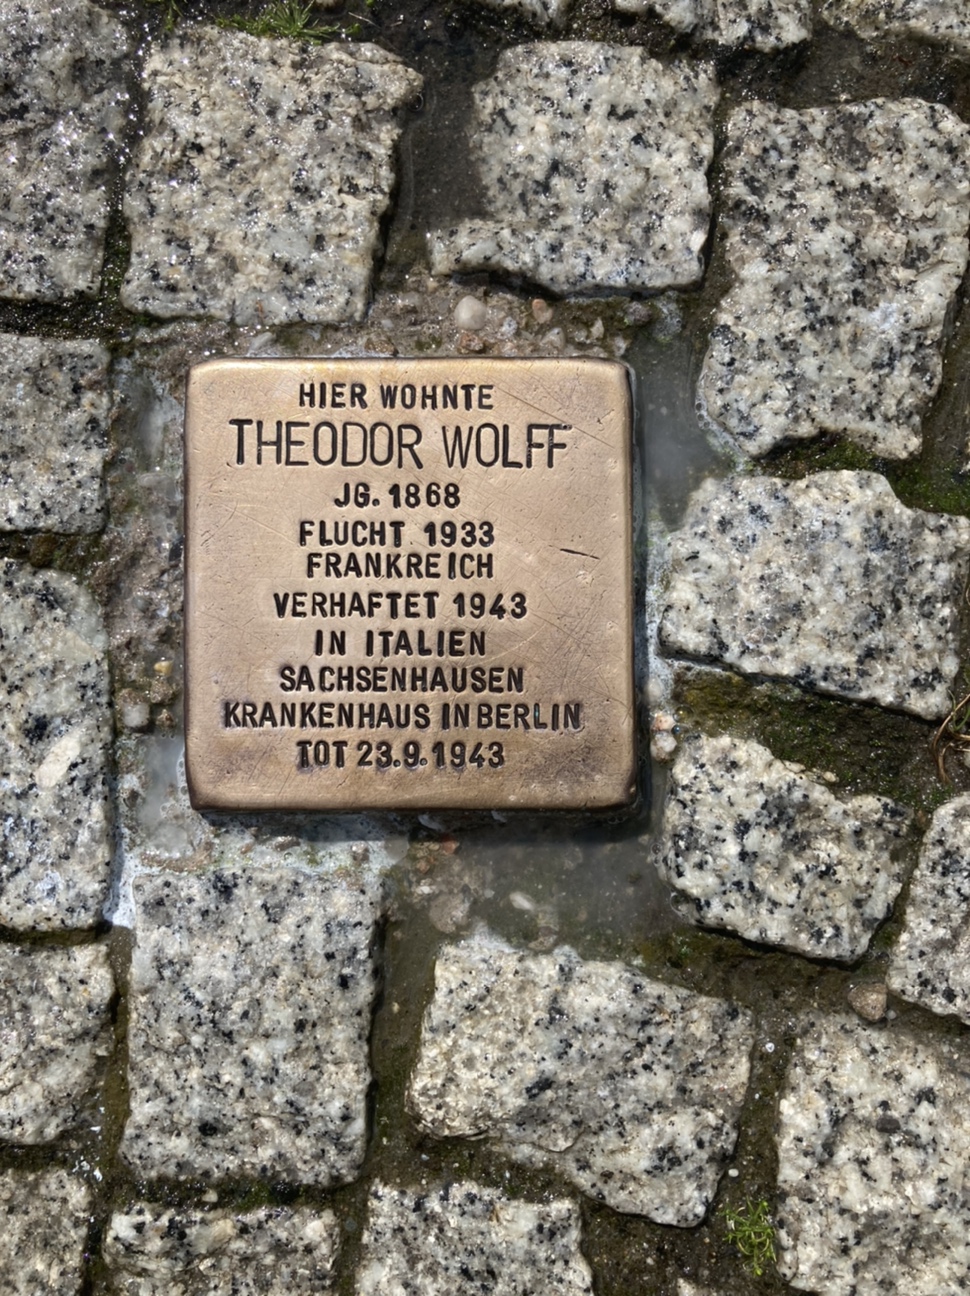 HIER WOHNTE
THEODOR WOLFF
JG. 1868
FLUCHT 1933
FRANKREICH
VERHAFTET 1943
IN ITALIEN
SACHSENHAUSEN
KRANKENHAUS IN BERLIN
TOT 23.9.1943